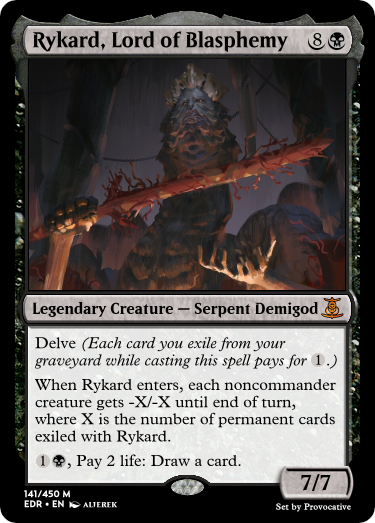 Rykard, Lord of Blasphemy 8
Legendary Creature — Serpent Demigod
Delve (Each card you exile from your
graveyard while casting this spell pays for 1.)
When Rykard enters, each noncommander
creature gets -X/-X until end of turn,
where X is the number of permanent cards
exiled with Rykard.
1, Pay 2 life: Draw a card.
7/7
141/450 M
EDR • EN ALTEREK
Set by Provocative